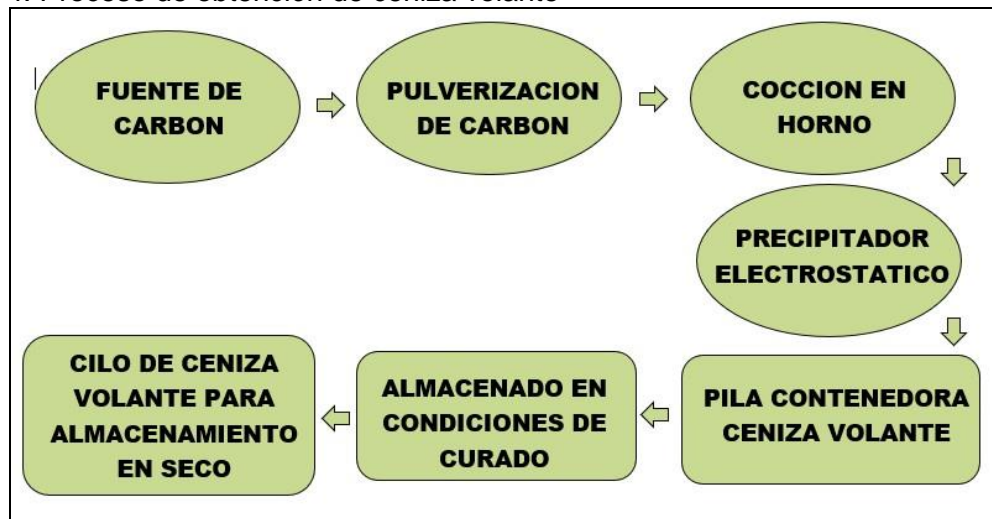 FUENTE DE
CARBON
PULVERIZACION
DE CARBON
COCCION EN
HORNO
PRECIPITADOR
ELECTROSTATICO
PILA CONTENEDORA
CENIZA VOLANTE
ALMACENADO EN
CONDICIONES DE
CURADO
CILO DE CENIZA
VOLANTE PARA
ALMACENAMIENTO
EN SECO